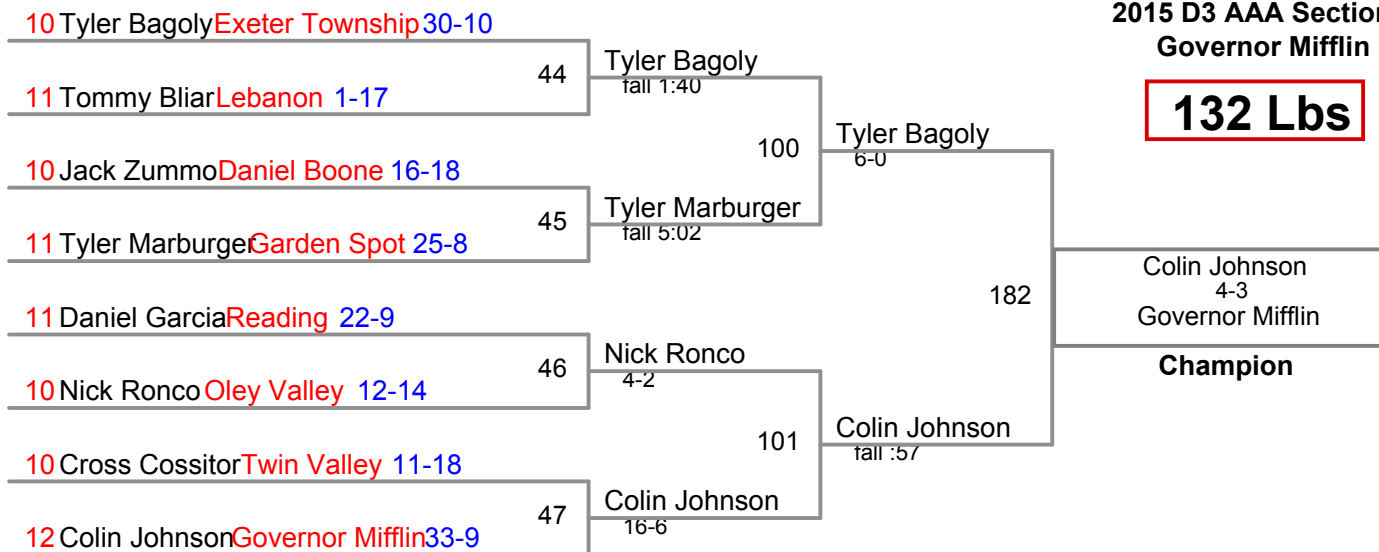 2015 D3 AAA Section
Governor Mifflin
132 Lbs
10 Tyler Bagoly Exeter Township 30-10
44
Tyler Bagoly
fall 1:40
11 Tommy Bliar Lebanon 1-17
100
Tyler Bagoly
6-0
10 Jack Zummo Daniel Boone 16-18
45
Tyler Marburger
fall 5:02
11 Tyler Marburger Garden Spot 25-8
182
Colin Johnson
4-3
Governor Mifflin
Champion
11 Daniel Garcia Reading 22-9
46
Nick Ronco
4-2
10 Nick Ronco Oley Valley 12-14
101
Colin Johnson
fall :57
10 Cross Cossitor Twin Valley 11-18
47
Colin Johnson
16-6
12 Colin Johnson Governor Mifflin 33-9